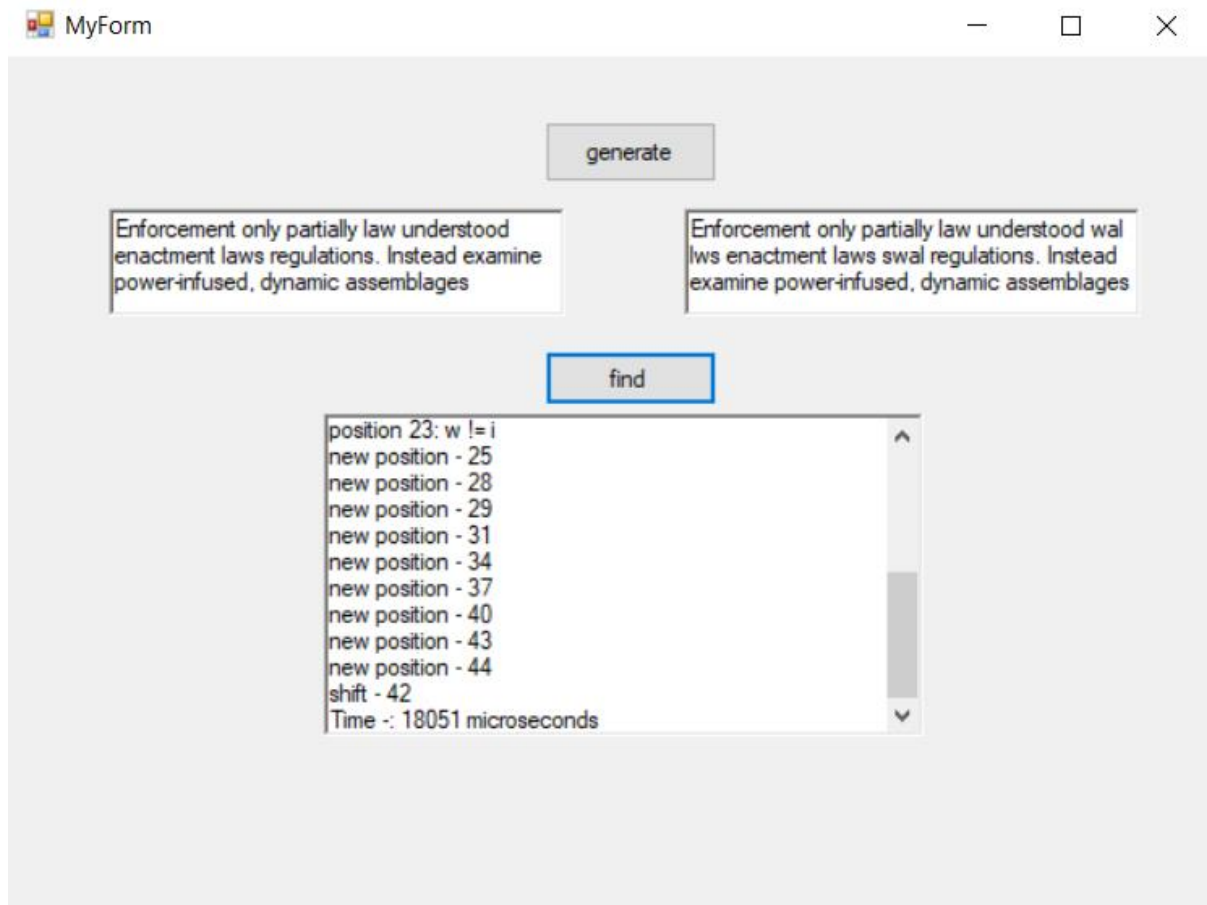 MyForm
generate
Enforcement only partially law understood
enactment laws regulations. Instead examine
power-infused, dynamic assemblages
Enforcement only partially law understood wal
lws enactment laws swal regulations. Instead
examine power-infused, dynamic assemblages
find
position 23: w != i
new position - 25
new position - 28
new position - 29
new position - 31
new position - 34
new position - 37
new position - 40
new position - 43
new position - 44
shift - 42
Time -: 18051 microseconds